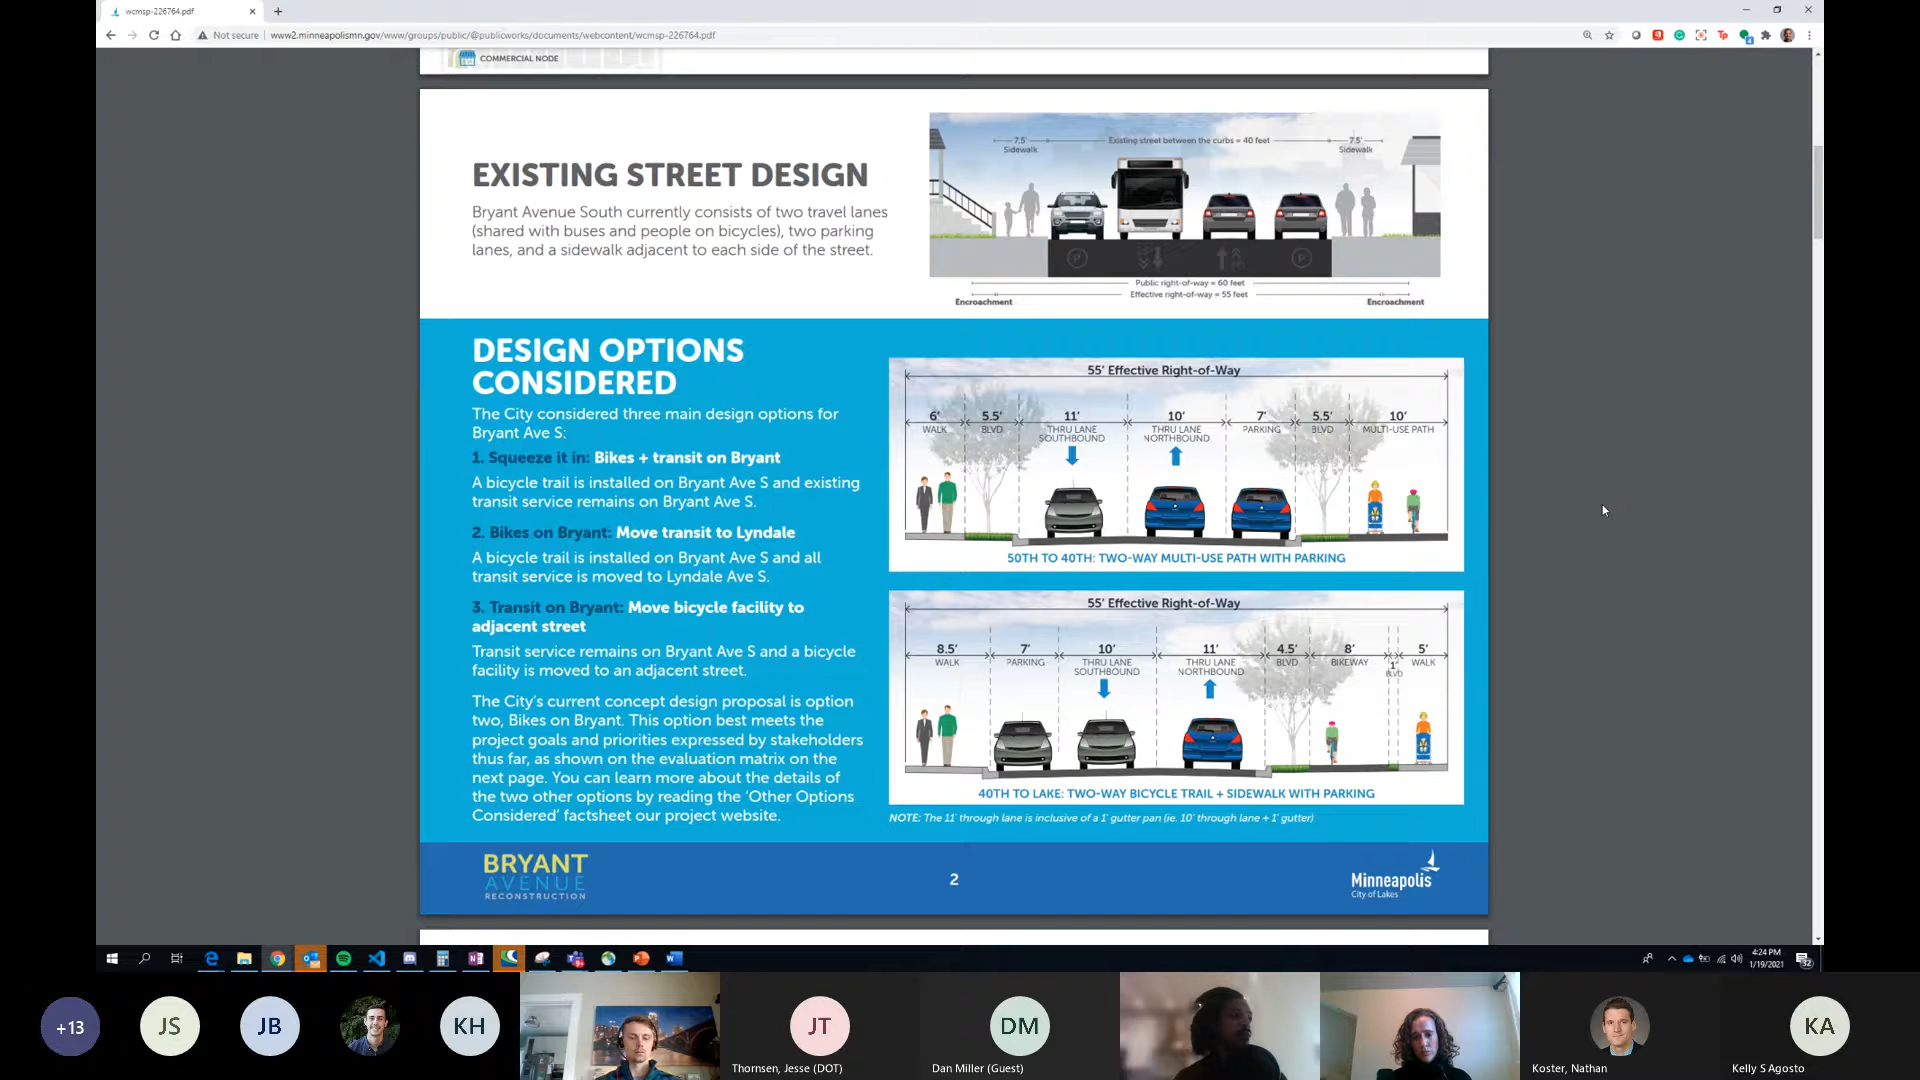 wcmsp-226764.pdf
Not secure | www2.minneapolismn.gov/www/groups/public/@publicworks/documents/webcontent/wcmsp-226764.pdf
COMMERCIAL NODE
EXISTING STREET DESIGN
Bryant Avenue South currently consists of two travel lanes
(shared with buses and people on bicycles), two parking
lanes, and a sidewalk adjacent to each side of the street.
7.5'
Sidewalk
Existing street between the curbs = 40 feet
7.5'
Sidewalk
P
P
Public right-of-way = 60 feet
Effective right-of-way = 55 feet
Encroachment
Encroachment
DESIGN OPTIONS
CONSIDERED
The City considered three main design options for
Bryant Ave S:
1. Squeeze it in: Bikes + transit on Bryant
A bicycle trail is installed on Bryant Ave S and existing
transit service remains on Bryant Ave S.
2. Bikes on Bryant: Move transit to Lyndale
A bicycle trail is installed on Bryant Ave S and all
transit service is moved to Lyndale Ave S.
3. Transit on Bryant: Move bicycle facility to
adjacent street
Transit service remains on Bryant Ave S and a bicycle
facility is moved to an adjacent street.
The City's current concept design proposal is option
two, Bikes on Bryant. This option best meets the
project goals and priorities expressed by stakeholders
thus far, as shown on the evaluation matrix on the
next page. You can learn more about the details of
the two other options by reading the 'Other Options
Considered' factsheet our project website.
55' Effective Right-of-Way
6' 5.5' 11' 10' 7' 5.5' 10'
WALK BLVD THRU LANE THRU LANE PARKING BLVD MULTI-USE PATH
SOUTHBOUND NORTHBOUND
50TH TO 40TH: TWO-WAY MULTI-USE PATH WITH PARKING
55' Effective Right-of-Way
8.5' 7' 10' 11' 4.5' 8' 5'
WALK PARKING THRU LANE THRU LANE BLVD BIKEWAY 1' WALK
SOUTHBOUND NORTHBOUND BLVD
40TH TO LAKE: TWO-WAY BICYCLE TRAIL + SIDEWALK WITH PARKING
NOTE: The 11' through lane is inclusive of a 1' gutter pan (ie. 10' through lane + 1' gutter)
BRYANT
AVENUE
RECONSTRUCTION
2
Minneapolis
City of Lakes
4:24 PM
1/19/2021
32
+13
JS
JB
KH
JT
Thornsen, Jesse (DOT)
DM
Dan Miller (Guest)
Koster, Nathan
KA
Kelly S Agosto